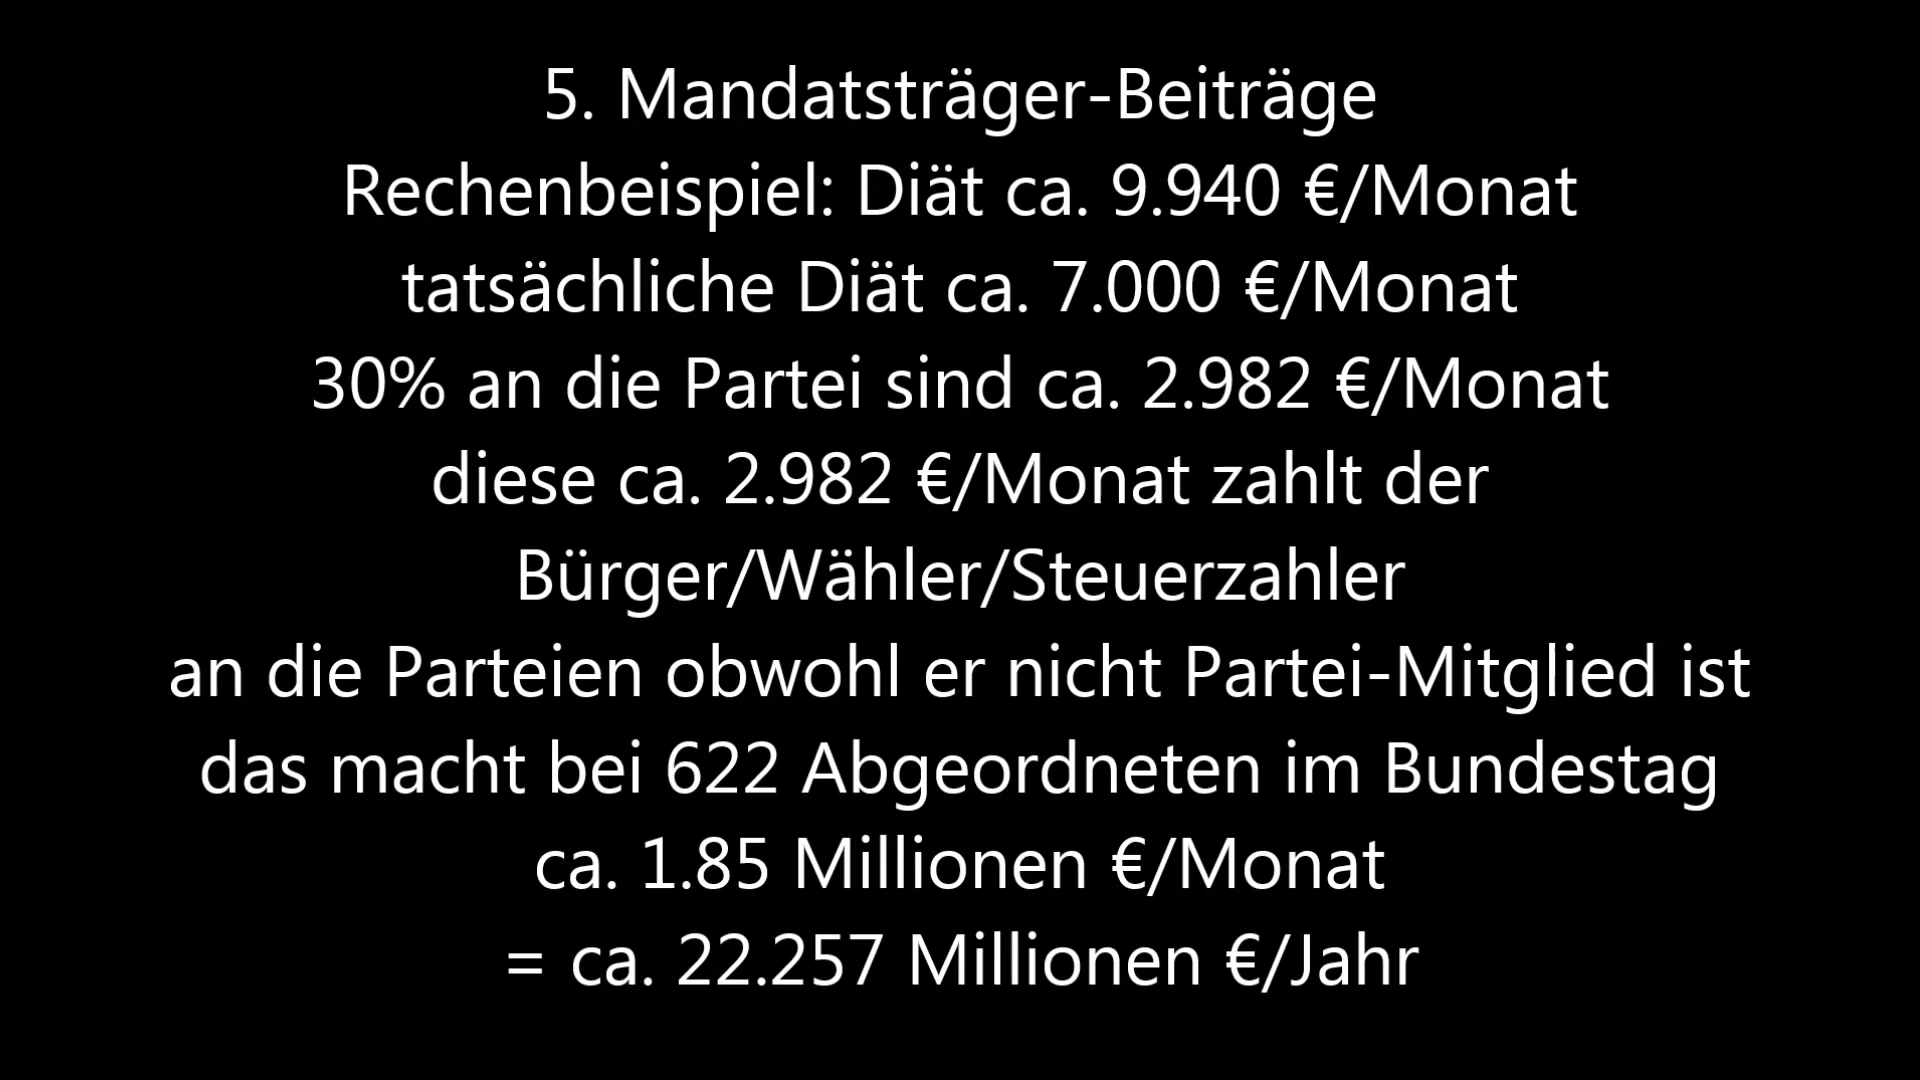 5. Mandatsträger-Beiträge
Rechenbeispiel: Diät ca. 9.940 €/Monat
tatsächliche Diät ca. 7.000 €/Monat
30% an die Partei sind ca. 2.982 €/Monat
diese ca. 2.982 €/Monat zahlt der
Bürger/Wähler/Steuerzahler
an die Parteien obwohl er nicht Partei-Mitglied ist
das macht bei 622 Abgeordneten im Bundestag
ca. 1.85 Millionen €/Monat
= ca. 22.257 Millionen €/Jahr